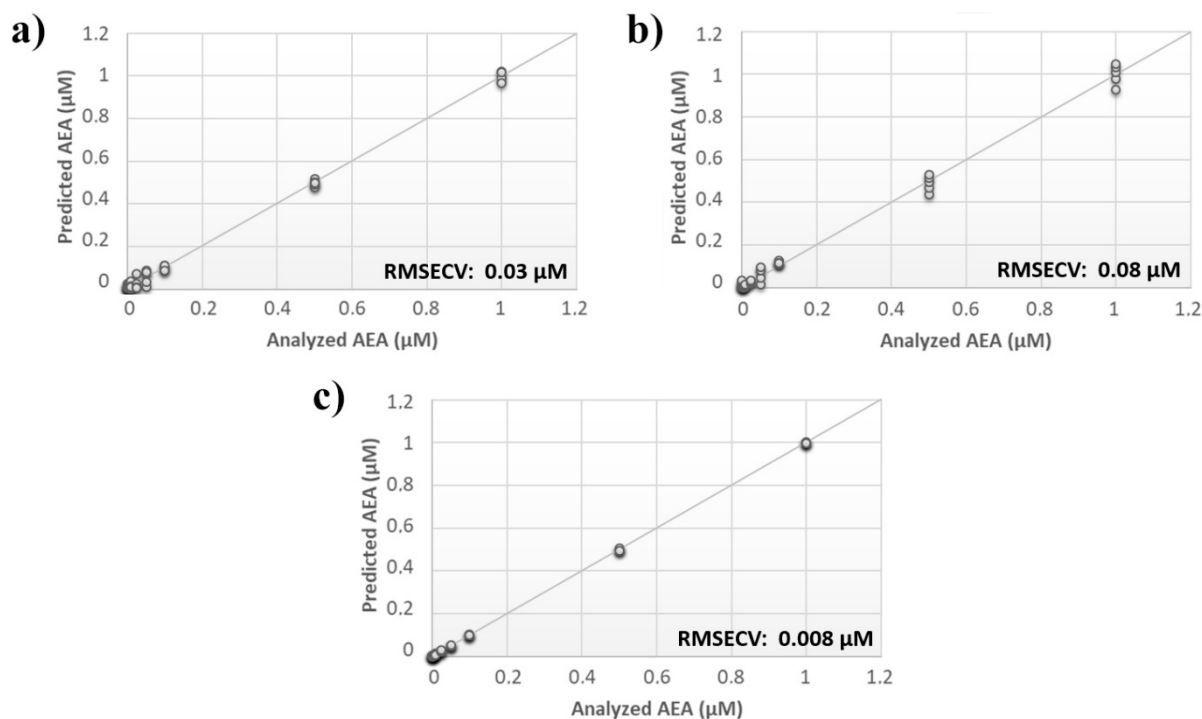 a)
1.2
1
0.8
0.6
0.4
0.2
0
Predicted AEA (µM)
RMSECV: 0.03 µM
0 0.2 0.4 0.6 0.8 1 1.2
Analyzed AEA (µM)
b)
1.2
1
0.8
0.6
0.4
0.2
0
Predicted AEA (µM)
RMSECV: 0.08 µM
0 0.2 0.4 0.6 0.8 1 1.2
Analyzed AEA (µM)
c)
1.2
1
0.8
0.6
0.4
0.2
0
Predicted AEA (µM)
RMSECV: 0.008 µM
0 0.2 0.4 0.6 0.8 1 1.2
Analyzed AEA (µM)